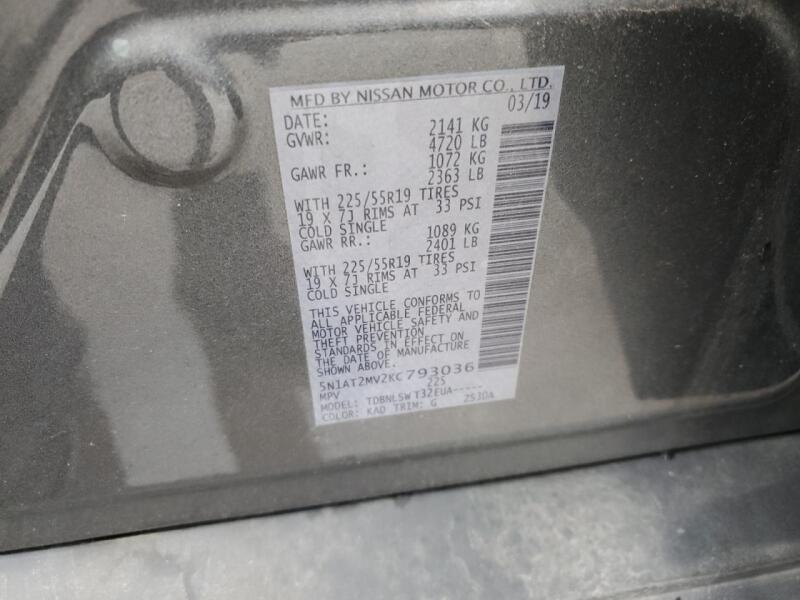 MFD BY NISSAN MOTOR CO., LTD.
DATE: 03/19
GVWR: 2141 KG
4720 LB
GAWR FR.: 1072 KG
2363 LB
WITH 225/55R19 TIRES
19 X 7J RIMS AT 33 PSI
COLD SINGLE
GAWR RR.: 1089 KG
2401 LB
WITH 225/55R19 TIRES
19 X 7J RIMS AT 33 PSI
COLD SINGLE
THIS VEHICLE CONFORMS TO
ALL APPLICABLE FEDERAL
MOTOR VEHICLE SAFETY AND
THEFT PREVENTION
STANDARDS IN EFFECT ON
THE DATE OF MANUFACTURE
SHOWN ABOVE.
5N1AT2MV2KC793036
MPV 225
MODEL: TDBNLSW T32EUA-----
COLOR: KAD TRIM: G 2530A